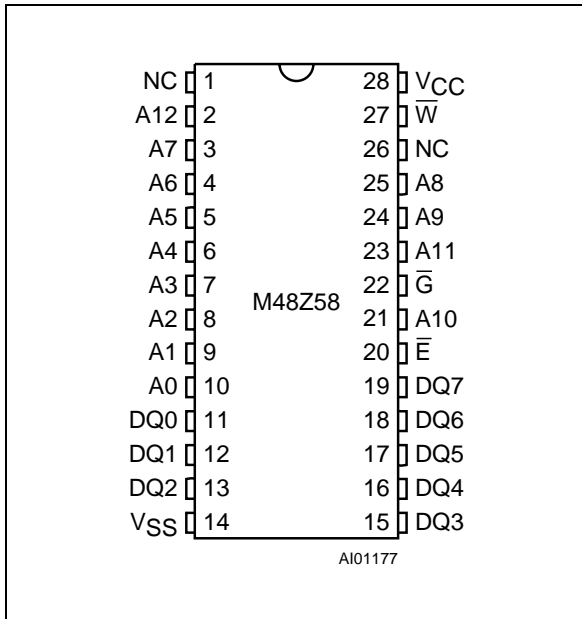 NC 1 28 VCC
A12 2 27 W̅
A7 3 26 NC
A6 4 25 A8
A5 5 24 A9
A4 6 23 A11
A3 7 22 G̅
A2 8 21 A10
A1 9 20 E̅
A0 10 19 DQ7
DQ0 11 18 DQ6
DQ1 12 17 DQ5
DQ2 13 16 DQ4
VSS 14 15 DQ3
M48Z58
AI01177